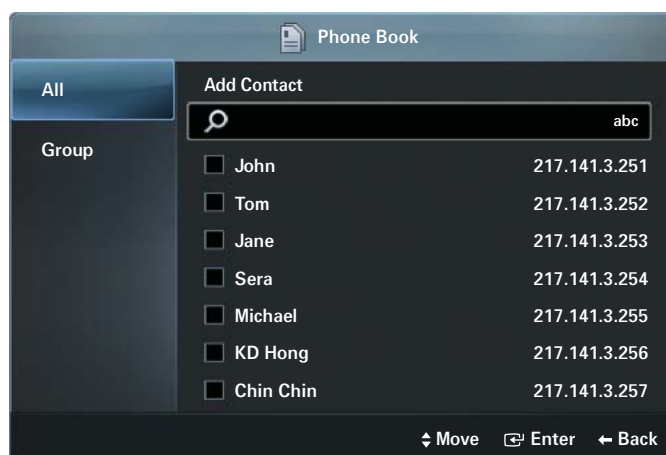 Phone Book
All
Group
Add Contact
abc
John 217.141.3.251
Tom 217.141.3.252
Jane 217.141.3.253
Sera 217.141.3.254
Michael 217.141.3.255
KD Hong 217.141.3.256
Chin Chin 217.141.3.257
Move Enter Back